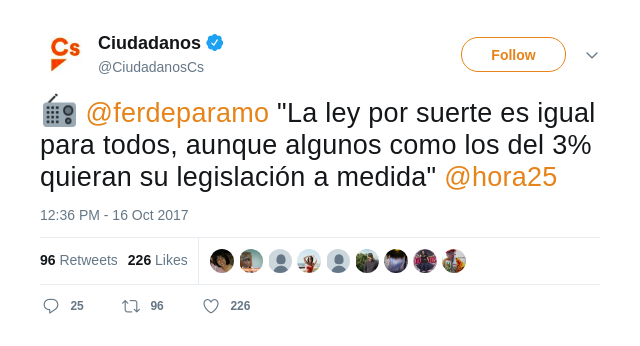 Cs
Ciudadanos
@CiudadanosCs
Follow
@ferdeparamo "La ley por suerte es igual
para todos, aunque algunos como los del 3%
quieran su legislación a medida" @hora25
12:36 PM - 16 Oct 2017
96 Retweets 226 Likes
25 96 226